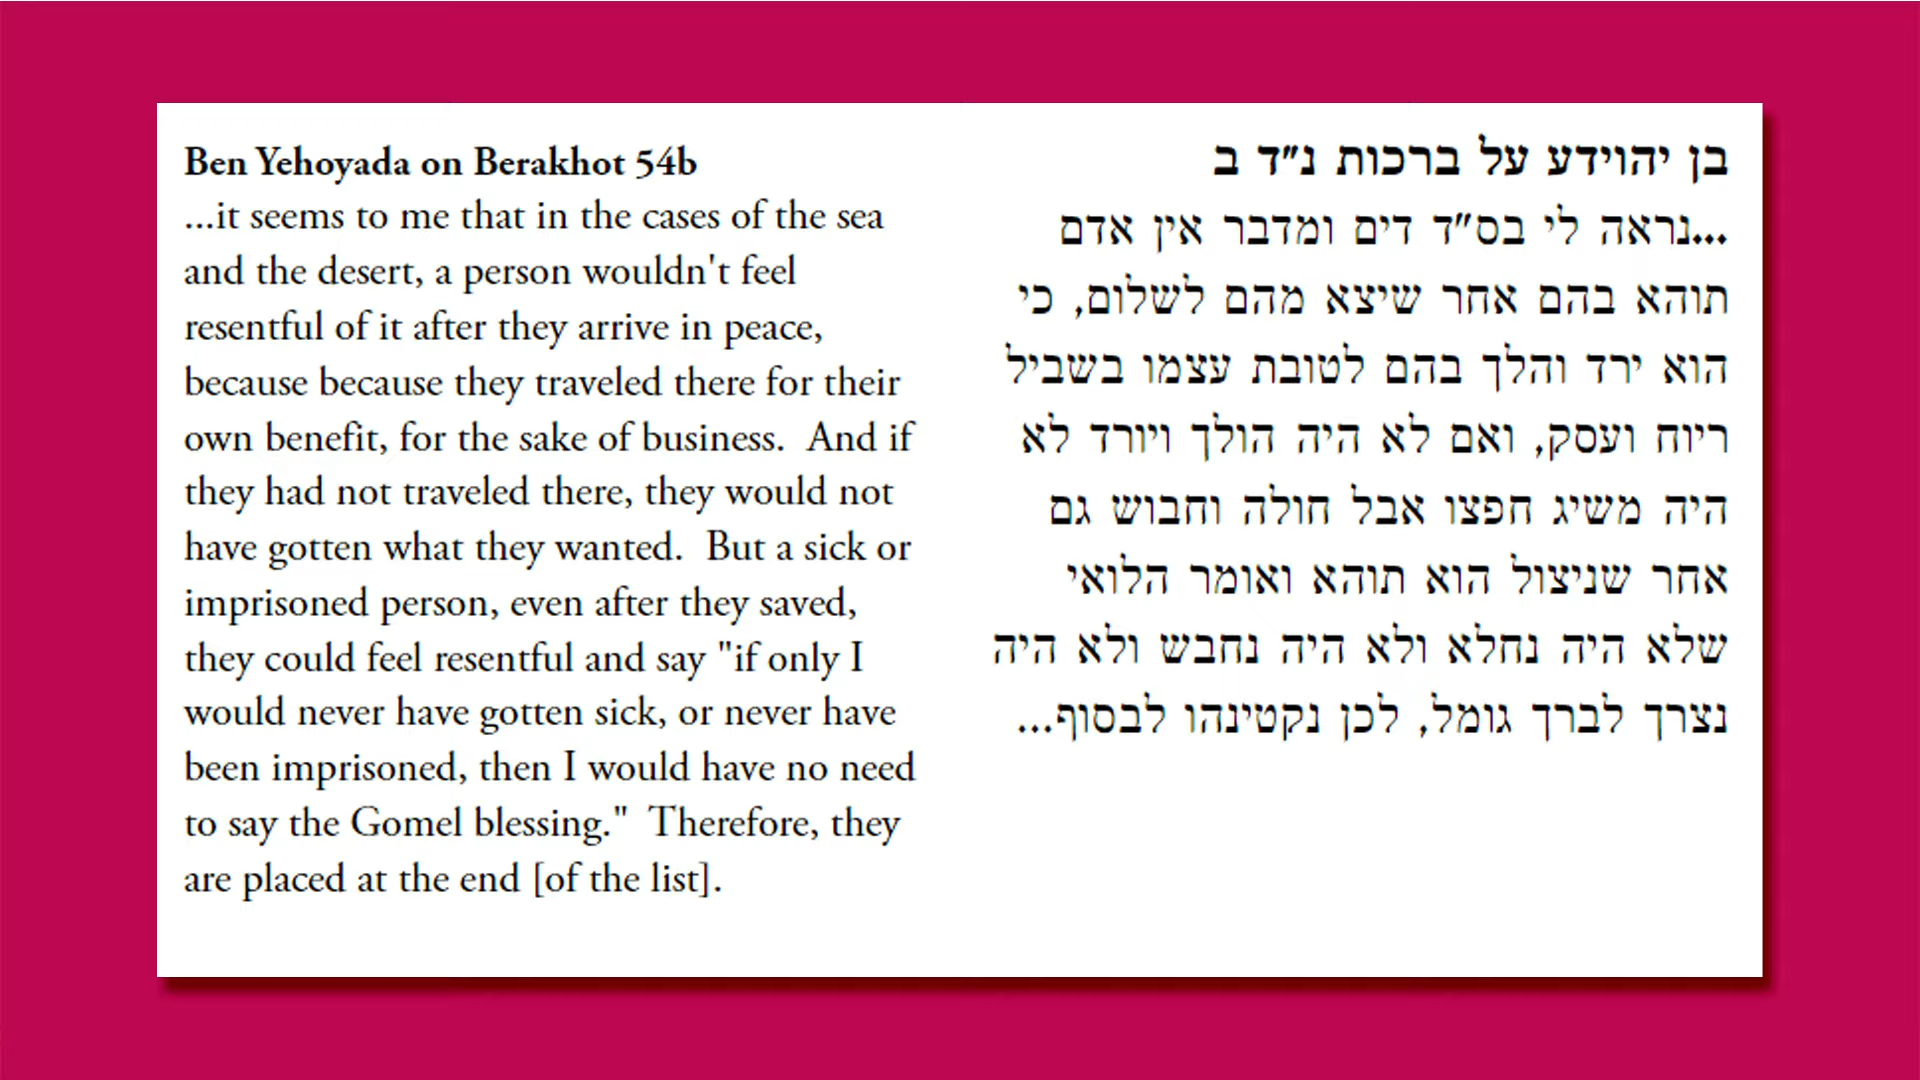 Ben Yehoyada on Berakhot 54b
...it seems to me that in the cases of the sea
and the desert, a person wouldn't feel
resentful of it after they arrive in peace,
because because they traveled there for their
own benefit, for the sake of business.  And if
they had not traveled there, they would not
have gotten what they wanted.  But a sick or
imprisoned person, even after they saved,
they could feel resentful and say "if only I
would never have gotten sick, or never have
been imprisoned, then I would have no need
to say the Gomel blessing."  Therefore, they
are placed at the end [of the list].
בן יהוידע על ברכות נ״ד ב
...נראה לי בס"ד דים ומדבר אין אדם
תוהא בהם אחר שיצא מהם לשלום, כי
הוא ירד והלך בהם לטובת עצמו בשביל
ריוח ועסק, ואם לא היה הולך ויורד לא
היה משיג חפצו אבל חולה וחבוש גם
אחר שניצול הוא תוהא ואומר הלואי
שלא היה נחלא ולא היה נחבש ולא היה
נצרך לברך גומל, לכן נקטינהו לבסוף...